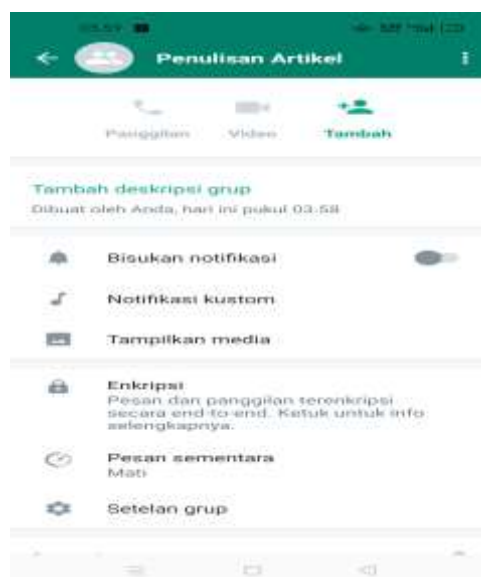 Penulisan Artikel
Panggilan Video Tambah
Tambah deskripsi grup
Dibuat oleh Anda, hari ini pukul 03-58
Bisukan notifikasi
Notifikasi kustom
Tampilkan media
Enkripsi
Pesan dan panggilan terenkripsi
secara end-to-end. Ketuk untuk info
selengkapnya.
Pesan sementara
Mati
Setelan grup